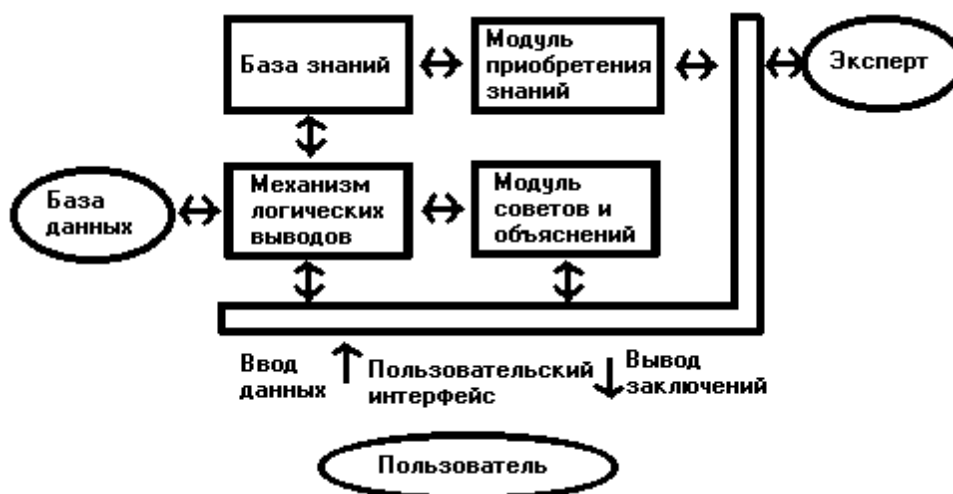 База знаний
Модуль
приобретения
знаний
Эксперт
База
данных
Механизм
логических
выводов
Модуль
советов и
объяснений
Ввод
данных
Пользовательский
интерфейс
Вывод
заключений
Пользователь